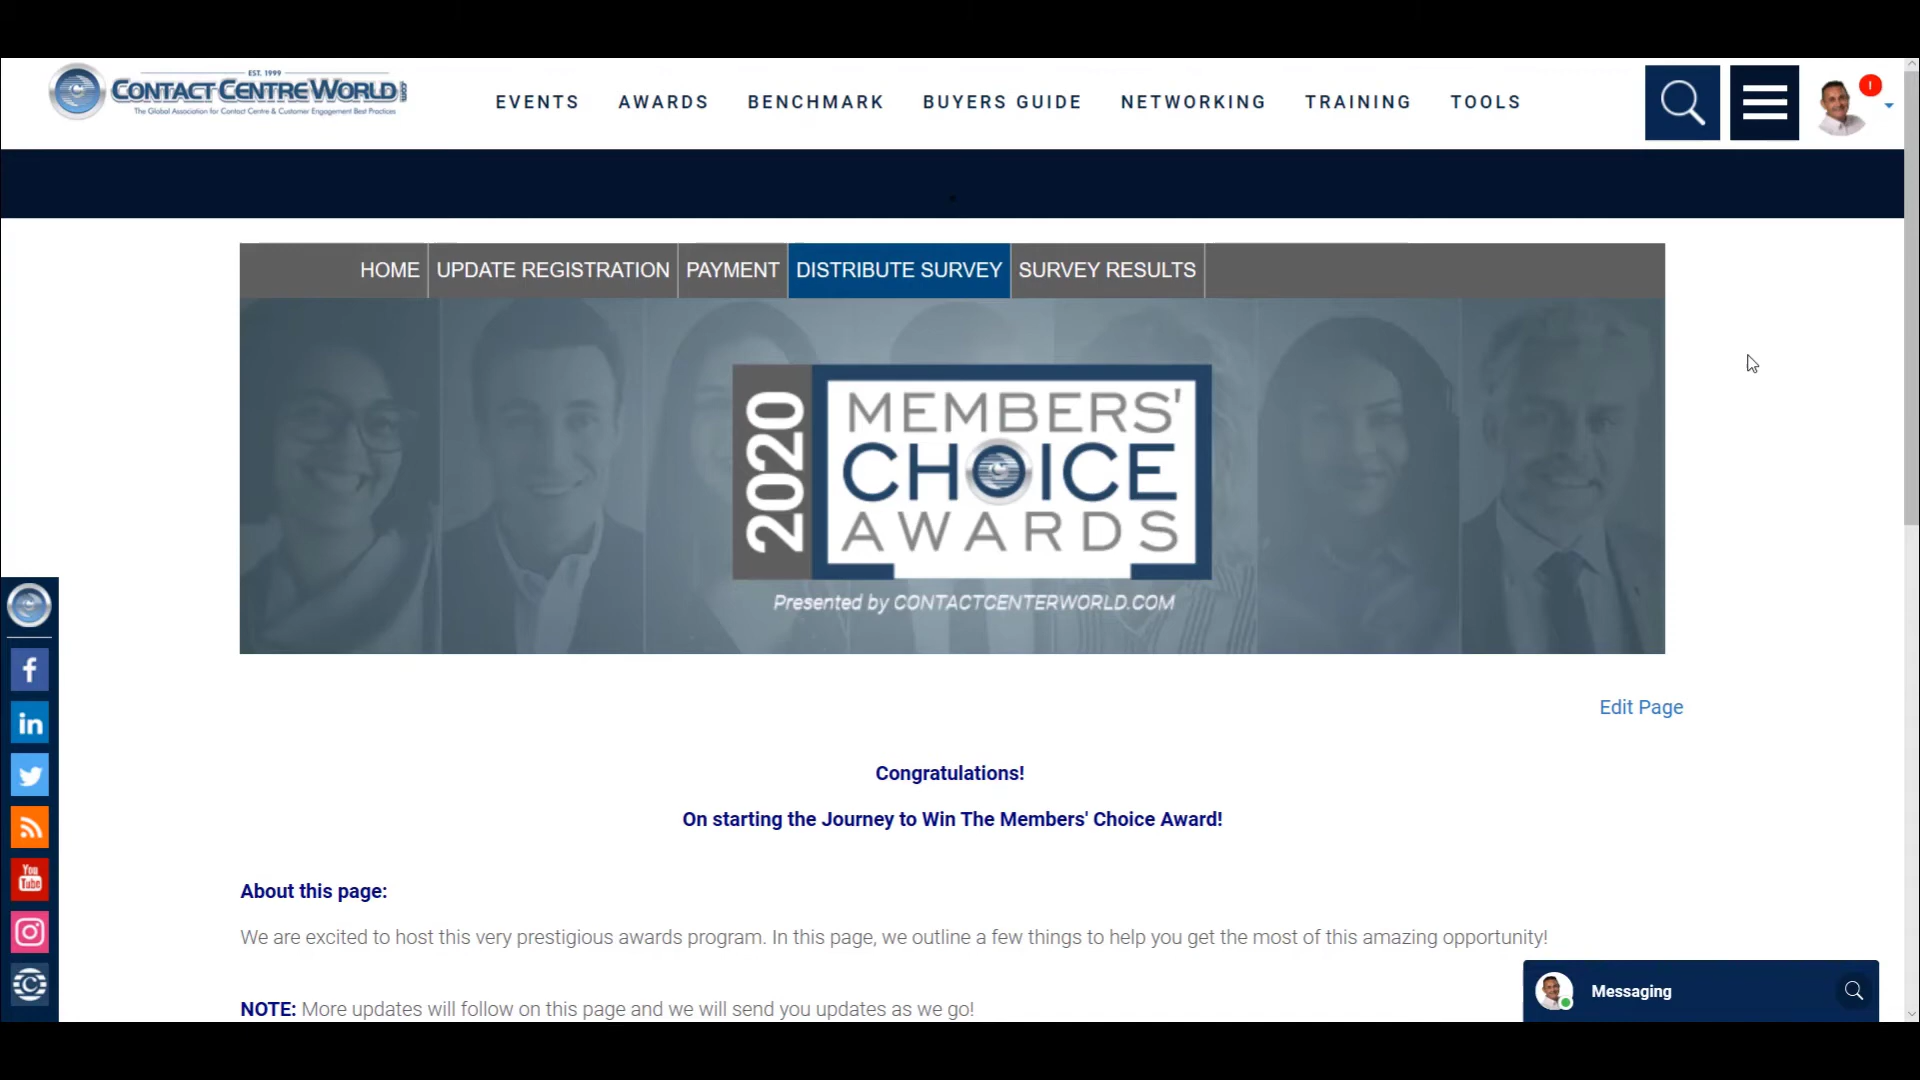 EST. 1999
CONTACTCENTREWORLD.com
The Global Association for Contact Centre & Customer Engagement Best Practices
EVENTS AWARDS BENCHMARK BUYERS GUIDE NETWORKING TRAINING TOOLS
HOME UPDATE REGISTRATION PAYMENT DISTRIBUTE SURVEY SURVEY RESULTS
2020
MEMBERS'
CHOICE
AWARDS
Presented by CONTACTCENTERWORLD.COM
Edit Page
Congratulations!
On starting the Journey to Win The Members' Choice Award!
About this page:
We are excited to host this very prestigious awards program. In this page, we outline a few things to help you get the most of this amazing opportunity!
NOTE: More updates will follow on this page and we will send you updates as we go!
You
Tube
Messaging